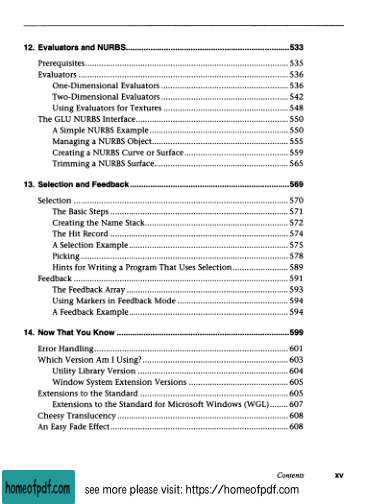 12. Evaluators and NURBS...533
Prerequisites...535
Evaluators...536
One-Dimensional Evaluators...536
Two-Dimensional Evaluators...542
Using Evaluators for Textures...548
The GLU NURBS Interface...550
A Simple NURBS Example...550
Managing a NURBS Object...555
Creating a NURBS Curve or Surface...559
Trimming a NURBS Surface...565
13. Selection and Feedback...569
Selection...570
The Basic Steps...571
Creating the Name Stack...572
The Hit Record...574
A Selection Example...575
Picking...578
Hints for Writing a Program That Uses Selection...589
Feedback...591
The Feedback Array...593
Using Markers in Feedback Mode...594
A Feedback Example...594
14. Now That You Know...599
Error Handling...601
Which Version Am I Using?...603
Utility Library Version...604
Window System Extension Versions...605
Extensions to the Standard...605
Extensions to the Standard for Microsoft Windows (WGL)...607
Cheesy Translucency...608
An Easy Fade Effect...608
Contents xv
homeofpdf.com see more please visit: https://homeofpdf.com